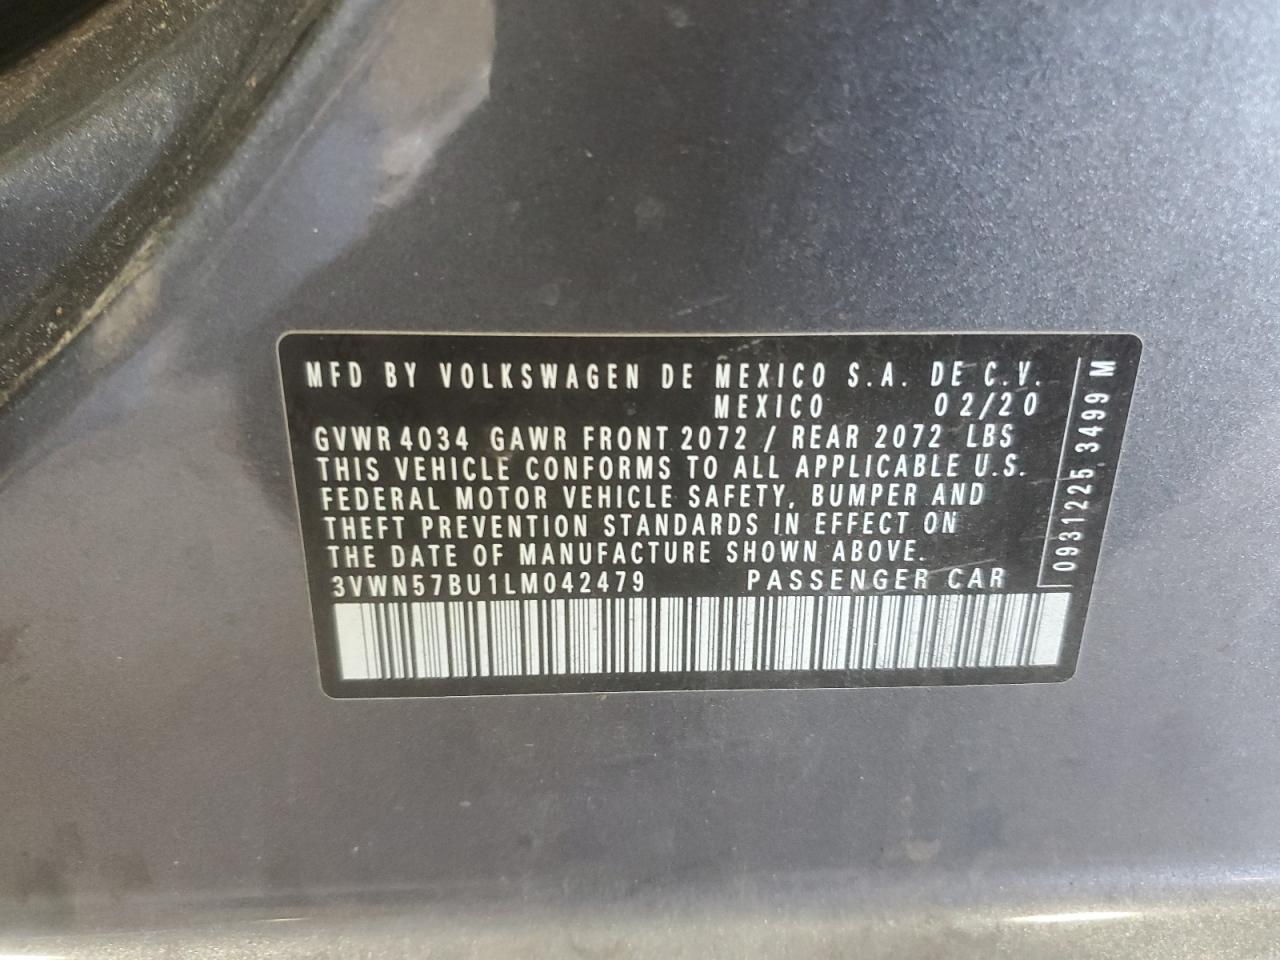 MFD BY VOLKSWAGEN DE MEXICO S.A. DE C.V.
MEXICO 02/20
GVWR 4034 GAWR FRONT 2072 / REAR 2072 LBS
THIS VEHICLE CONFORMS TO ALL APPLICABLE U.S.
FEDERAL MOTOR VEHICLE SAFETY, BUMPER AND
THEFT PREVENTION STANDARDS IN EFFECT ON
THE DATE OF MANUFACTURE SHOWN ABOVE.
3VWN57BU1LM042479 PASSENGER CAR
0931225 3499 M